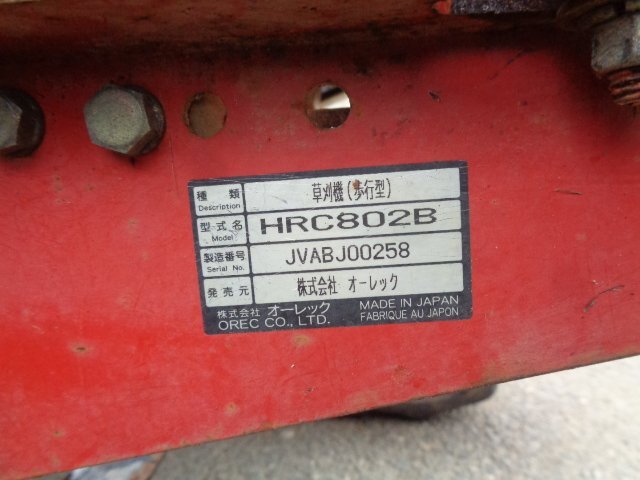 種類 草刈機(歩行型)
Description
型式名 HRC802B
Model
製造番号 JVABJ00258
Serial No.
発売元 株式会社 オーレック
株式会社 オーレック MADE IN JAPAN
OREC CO., LTD. FABRIQUE AU JAPON